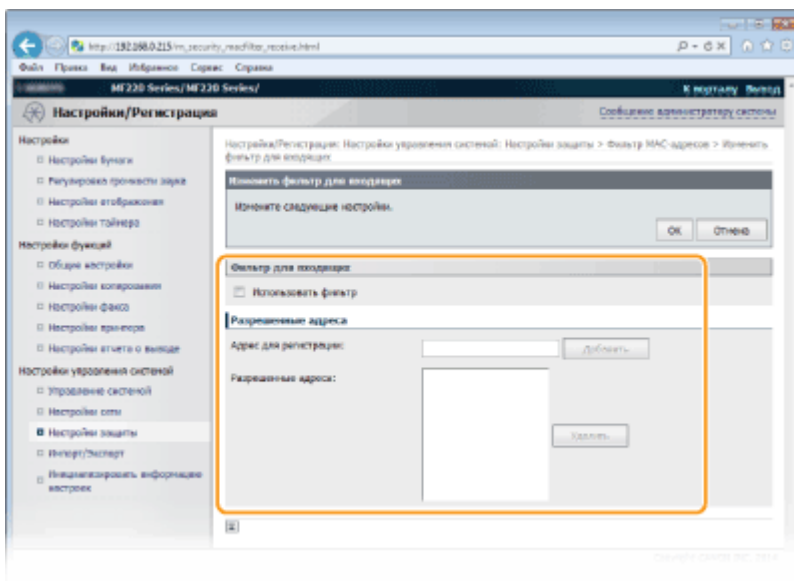 http://192.168.0.215/m_security_macfilter_receive.html
Файл Правка Вид Избранное Сервис Справка
MF220 Series/MF220 Series/
К порталу Выход
Настройки/Регистрация
Сообщение администратору системы
Настройки
Настройки бумаги
Регулировка громкости звука
Настройки отображения
Настройки таймера
Настройки функций
Общие настройки
Настройки копирования
Настройки факса
Настройки принтера
Настройки отчета о выводе
Настройки управления системой
Управление системой
Настройки сети
Настройки защиты
Импорт/Экспорт
Инициализировать информацию
настроек
Настройки/Регистрация: Настройки управления системой: Настройки защиты > Фильтр MAC-адресов > Изменить
фильтр для входящих
Изменить фильтр для входящих
Измените следующие настройки.
OK Отмена
Фильтр для входящих
Использовать фильтр
Разрешенные адреса
Адрес для регистрации:
Добавить
Разрешенные адреса:
Удалить
Copyright CANON INC. 2014